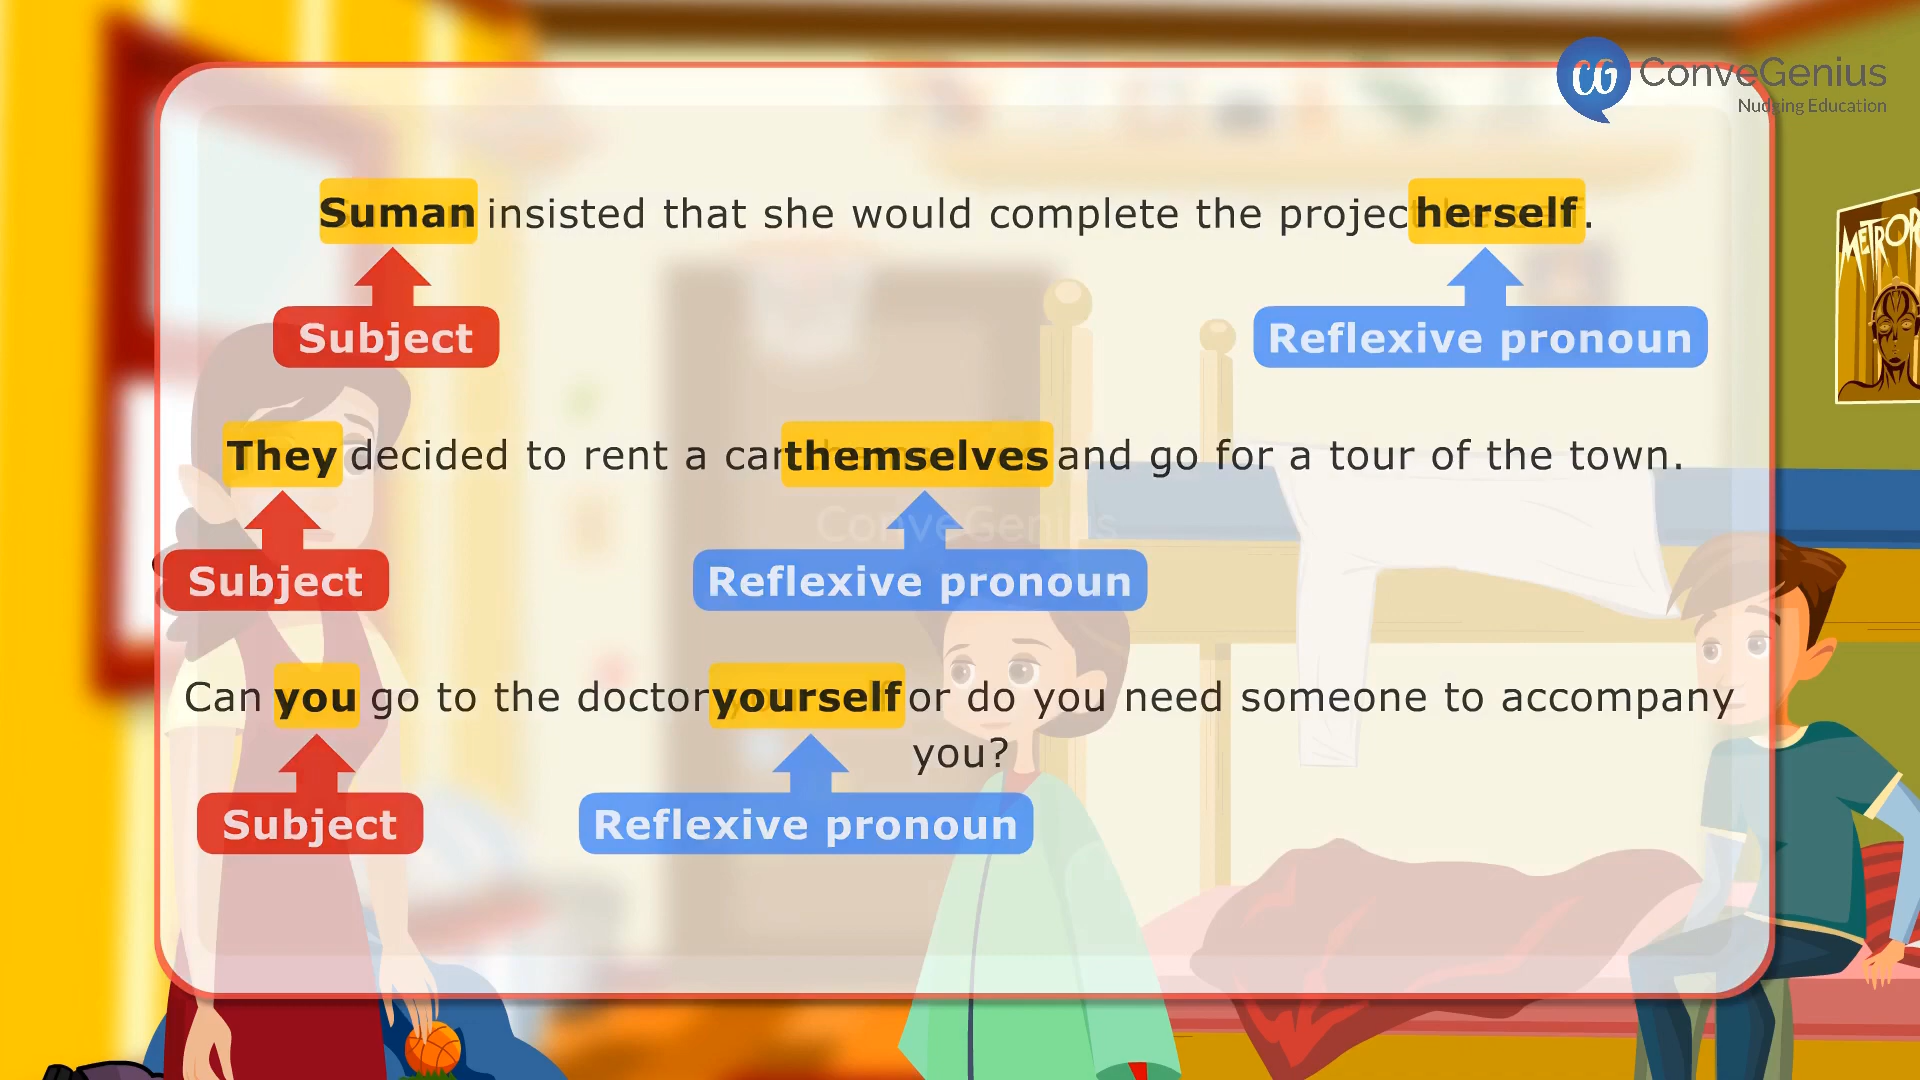 ConveGenius
Nudging Education
Suman insisted that she would complete the project herself.
Subject
Reflexive pronoun
They decided to rent a car themselves and go for a tour of the town.
ConveGenius
Subject
Reflexive pronoun
Can you go to the doctor yourself or do you need someone to accompany
you?
Subject
Reflexive pronoun